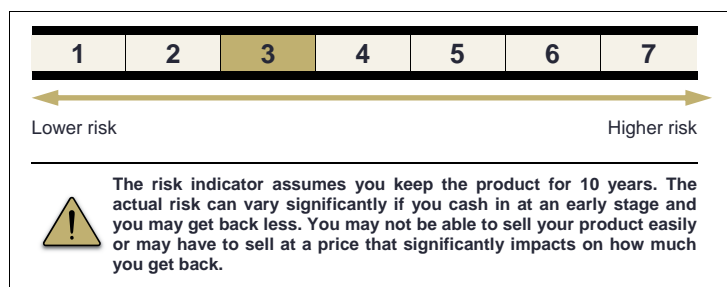 1 2 3 4 5 6 7
Lower risk Higher risk
The risk indicator assumes you keep the product for 10 years. The
actual risk can vary significantly if you cash in at an early stage and
you may get back less. You may not be able to sell your product easily
or may have to sell at a price that significantly impacts on how much
you get back.